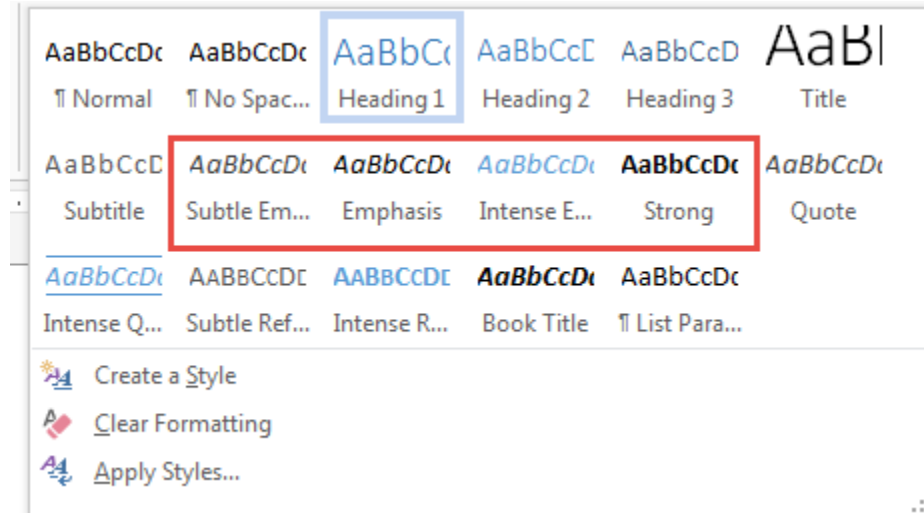 AaBbCcDc AaBbCcDc AaBbCc AaBbCcD AaBbCcD AaBl
¶ Normal ¶ No Spac... Heading 1 Heading 2 Heading 3 Title
AaBbCcD AaBbCcDc AaBbCcDc AaBbCcDc AaBbCcDc AaBbCcDc
Subtitle Subtle Em... Emphasis Intense E... Strong Quote
AaBbCcDc AABBCCDD AABBCCDD AaBbCcDc AaBbCcDc
Intense Q... Subtle Ref... Intense R... Book Title ¶ List Para...
Create a Style
Clear Formatting
Apply Styles...